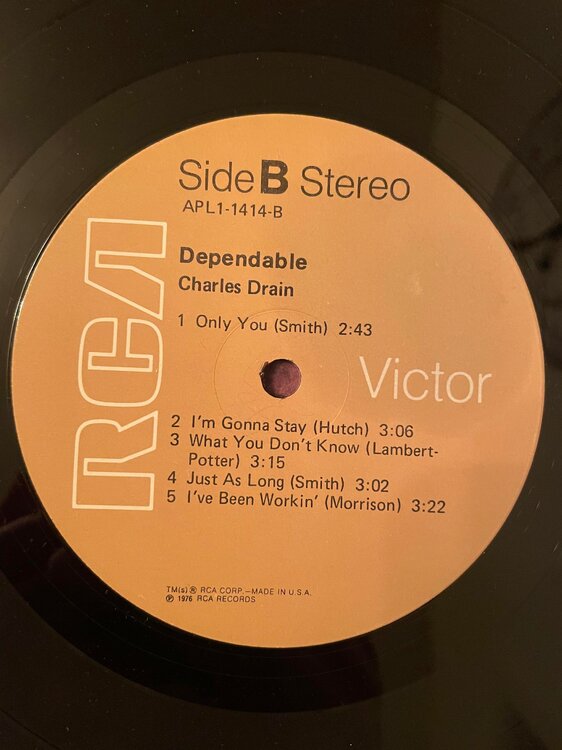 Side B Stereo
APL1-1414-B
Dependable
Charles Drain
1 Only You (Smith) 2:43
RCA
Victor
2 I'm Gonna Stay (Hutch) 3:06
3 What You Don't Know (Lambert-
Potter) 3:15
4 Just As Long (Smith) 3:02
5 I've Been Workin' (Morrison) 3:22
TM(s) ® RCA CORP.—MADE IN U.S.A.
℗ 1976 RCA RECORDS